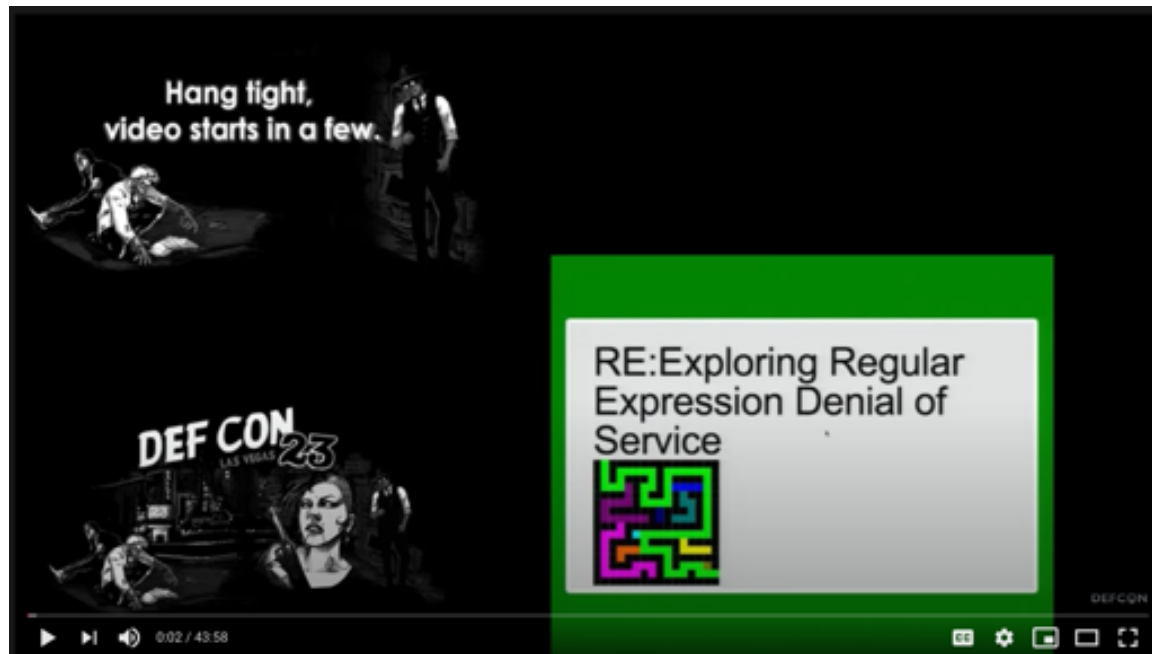 Hang tight,
video starts in a few.
DEF CON
23
LAS VEGAS
RE:Exploring Regular
Expression Denial of
Service
DEFCON
0:02 / 43:58
CC